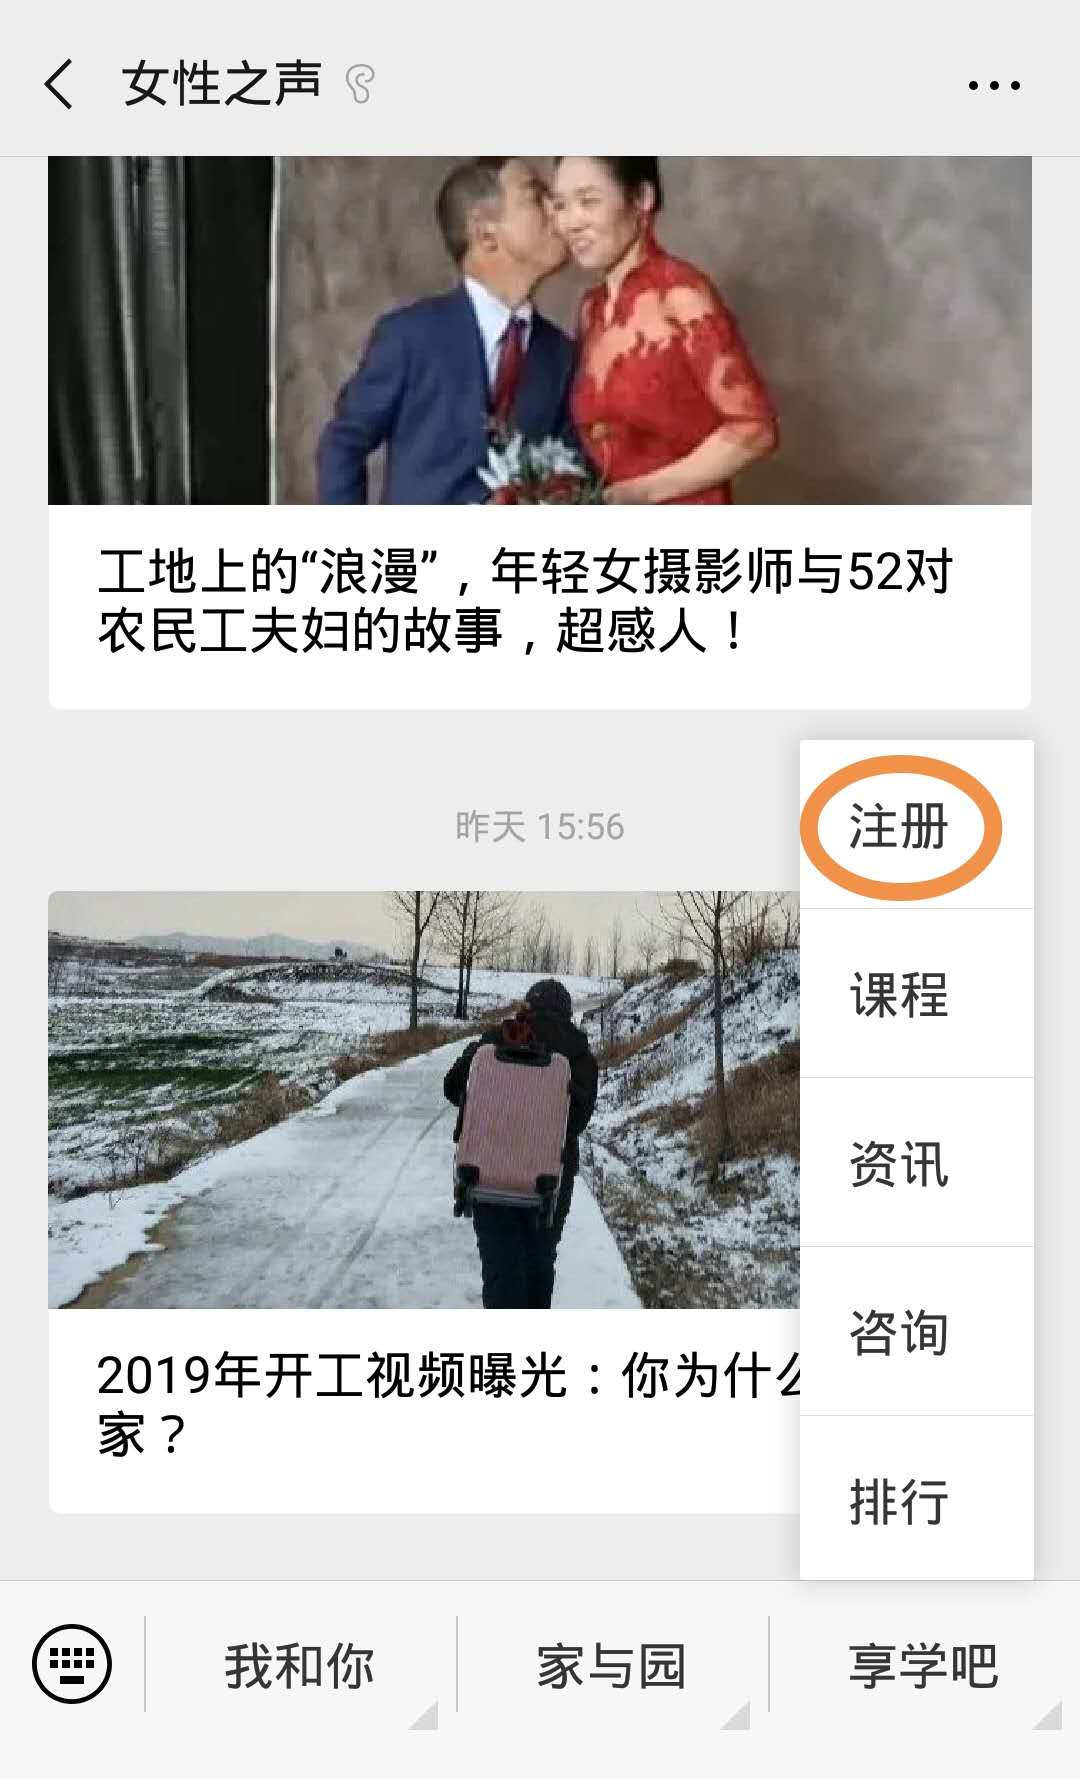 女性之声
工地上的“浪漫”，年轻女摄影师与52对
农民工夫妇的故事，超感人！
昨天 15:56
2019年开工视频曝光：你为什么
家？
注册
课程
资讯
咨询
排行
我和你
家与园
享学吧